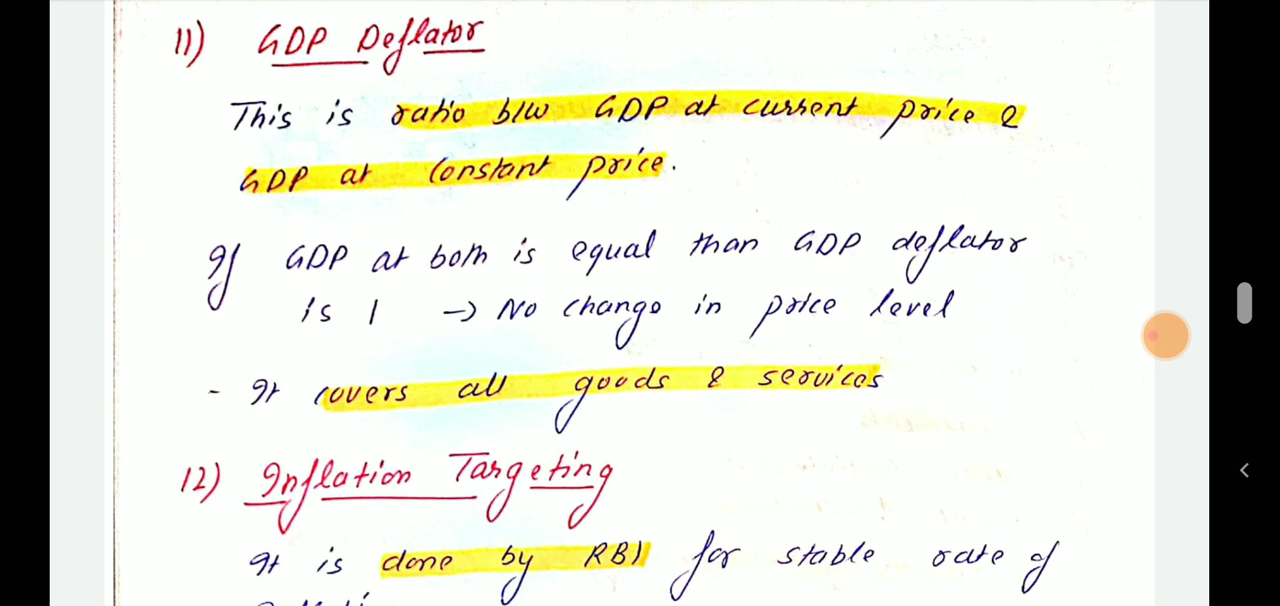 11) GDP Deflator
This is ratio b/w GDP at current price &
GDP at constant price.
If GDP at both is equal than GDP deflator
is 1 → No change in price level
- It covers all goods & services
12) Inflation Targeting
It is done by RBI for stable rate of